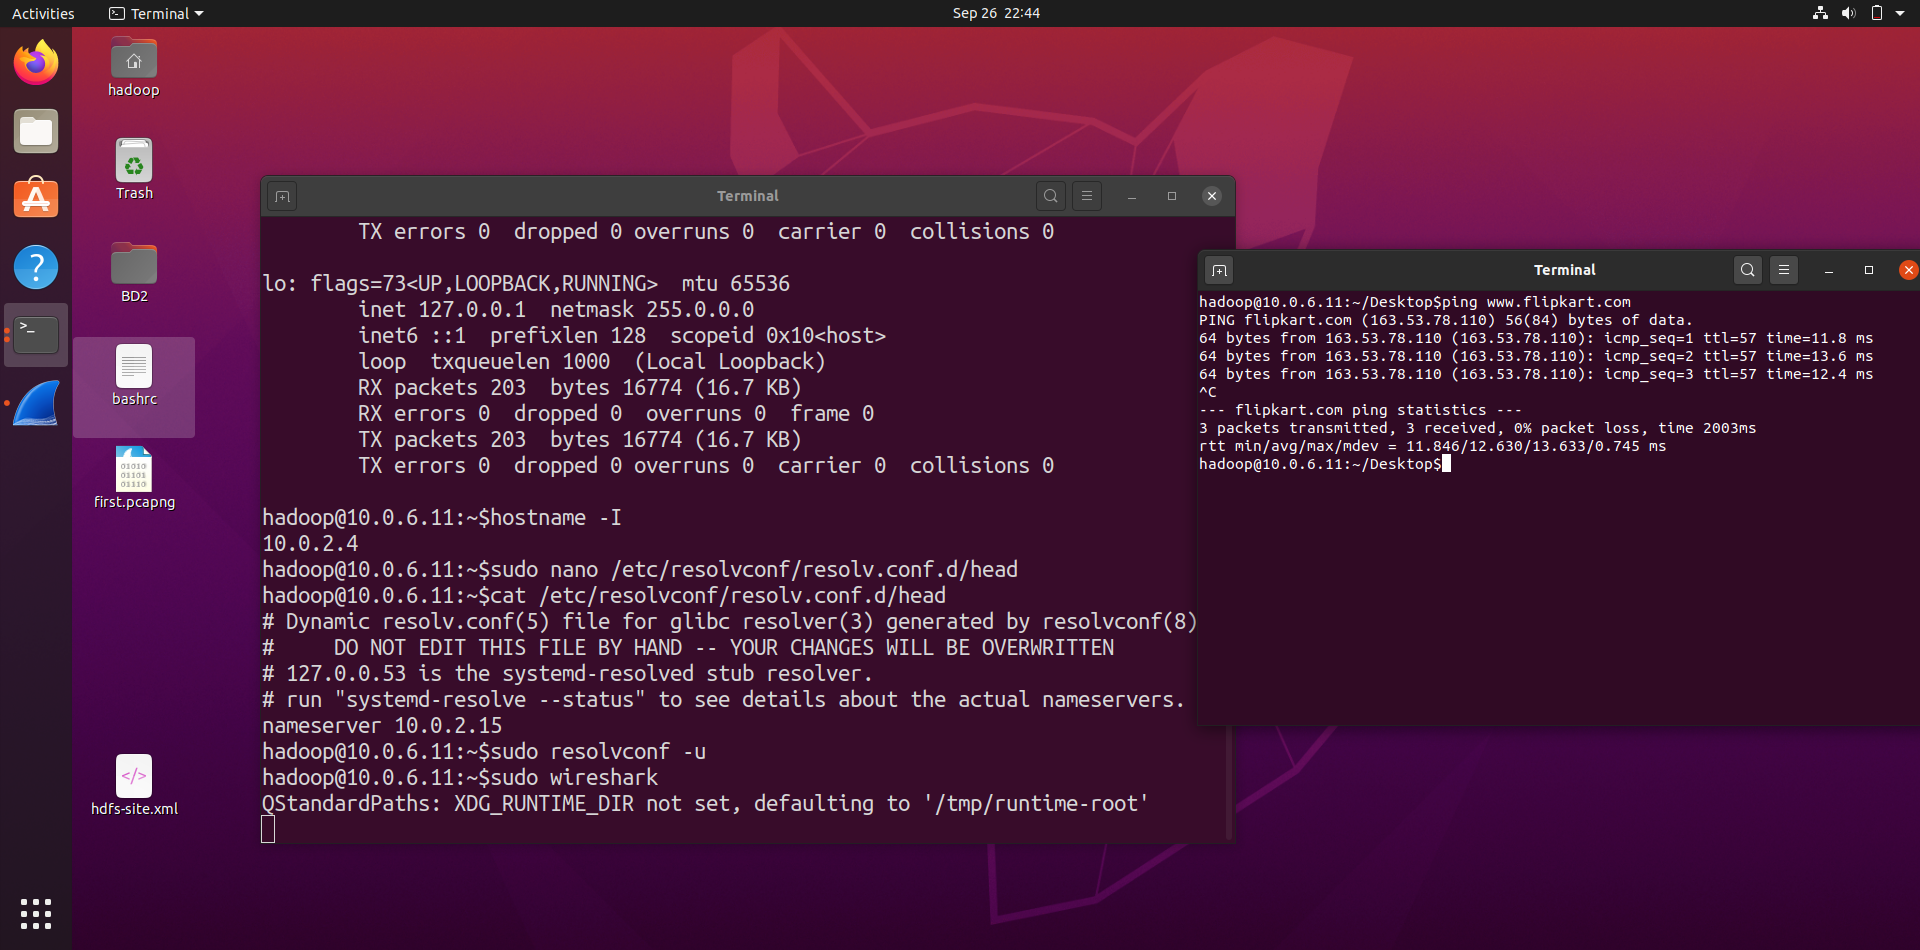 Activities
Terminal
Sep 26 22:44
hadoop
Trash
BD2
bashrc
01010
01101
01110
first.pcapng
</>
hdfs-site.xml
Terminal
        TX errors 0  dropped 0 overruns 0  carrier 0  collisions 0
lo: flags=73<UP,LOOPBACK,RUNNING>  mtu 65536
        inet 127.0.0.1  netmask 255.0.0.0
        inet6 ::1  prefixlen 128  scopeid 0x10<host>
        loop  txqueuelen 1000  (Local Loopback)
        RX packets 203  bytes 16774 (16.7 KB)
        RX errors 0  dropped 0  overruns 0  frame 0
        TX packets 203  bytes 16774 (16.7 KB)
        TX errors 0  dropped 0 overruns 0  carrier 0  collisions 0
hadoop@10.0.6.11:~$hostname -I
10.0.2.4
hadoop@10.0.6.11:~$sudo nano /etc/resolvconf/resolv.conf.d/head
hadoop@10.0.6.11:~$cat /etc/resolvconf/resolv.conf.d/head
# Dynamic resolv.conf(5) file for glibc resolver(3) generated by resolvconf(8)
#     DO NOT EDIT THIS FILE BY HAND -- YOUR CHANGES WILL BE OVERWRITTEN
# 127.0.0.53 is the systemd-resolved stub resolver.
# run "systemd-resolve --status" to see details about the actual nameservers.
nameserver 10.0.2.15
hadoop@10.0.6.11:~$sudo resolvconf -u
hadoop@10.0.6.11:~$sudo wireshark
QStandardPaths: XDG_RUNTIME_DIR not set, defaulting to '/tmp/runtime-root'
Terminal
hadoop@10.0.6.11:~/Desktop$ping www.flipkart.com
PING flipkart.com (163.53.78.110) 56(84) bytes of data.
64 bytes from 163.53.78.110 (163.53.78.110): icmp_seq=1 ttl=57 time=11.8 ms
64 bytes from 163.53.78.110 (163.53.78.110): icmp_seq=2 ttl=57 time=13.6 ms
64 bytes from 163.53.78.110 (163.53.78.110): icmp_seq=3 ttl=57 time=12.4 ms
^C
--- flipkart.com ping statistics ---
3 packets transmitted, 3 received, 0% packet loss, time 2003ms
rtt min/avg/max/mdev = 11.846/12.630/13.633/0.745 ms
hadoop@10.0.6.11:~/Desktop$